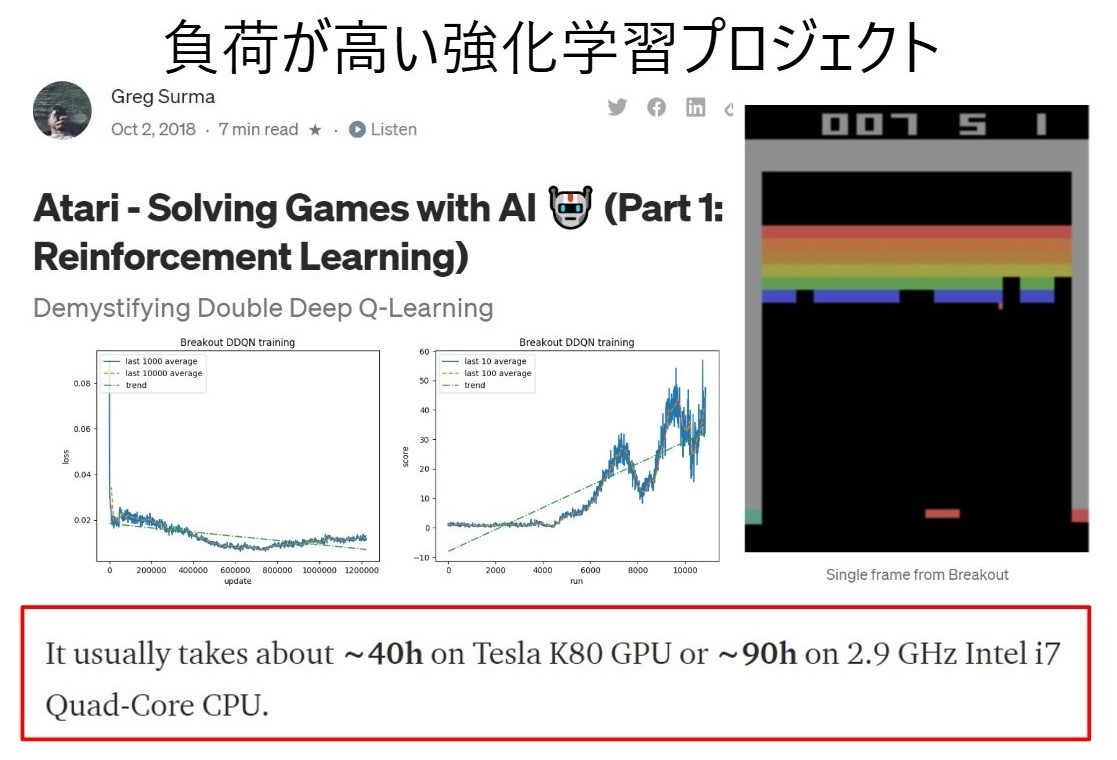 負荷が高い強化学習プロジェクト
Greg Surma
Oct 2, 2018 · 7 min read ★ · Listen
Atari - Solving Games with AI 🤖 (Part 1:
Reinforcement Learning)
Demystifying Double Deep Q-Learning
Breakout DDQN training
last 1000 average
last 10000 average
trend
0.08
0.06
0.04
0.02
loss
0 200000 400000 600000 800000 1000000 1200000
update
Breakout DDQN training
last 10 average
last 100 average
trend
60
50
40
30
20
10
0
−10
score
0 2000 4000 6000 8000 10000
run
007 5 1
Single frame from Breakout
It usually takes about ~40h on Tesla K80 GPU or ~90h on 2.9 GHz Intel i7
Quad-Core CPU.